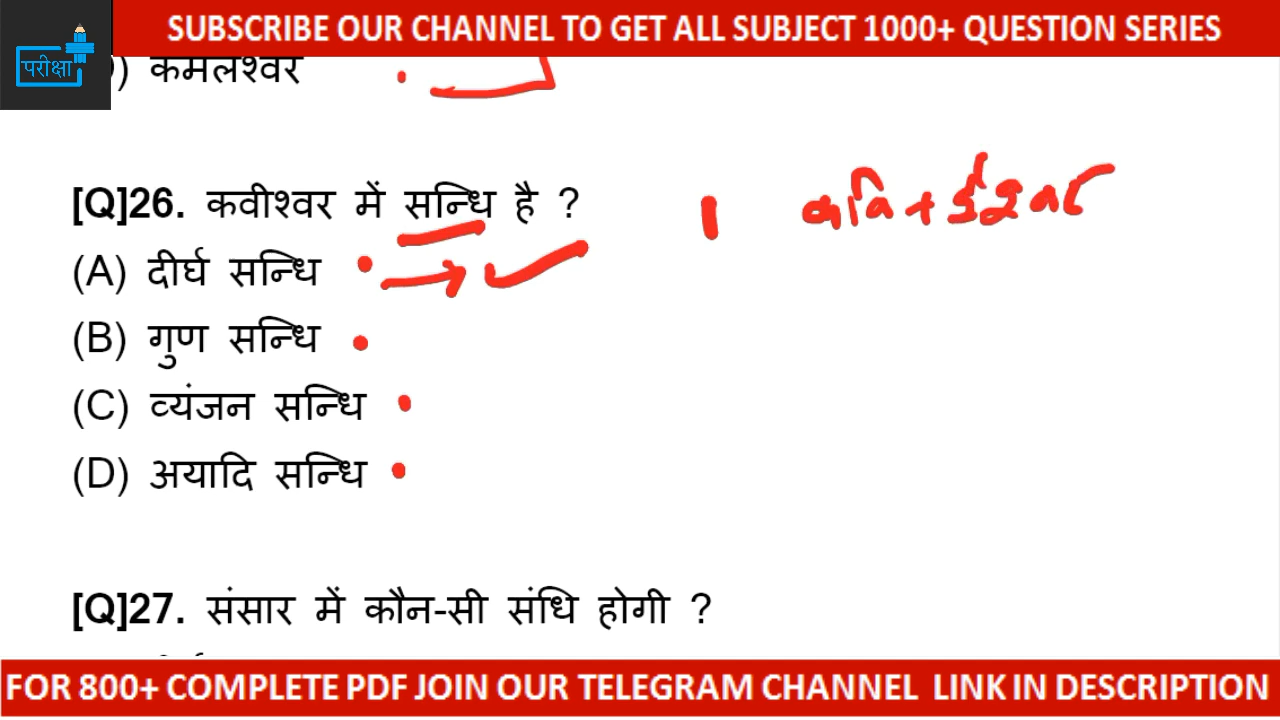 SUBSCRIBE OUR CHANNEL TO GET ALL SUBJECT 1000+ QUESTION SERIES
परीक्षा
) कमलेश्वर
[Q]26. कवीश्वर में सन्धि है ?
कवि + ईश्वर
(A) दीर्घ सन्धि
(B) गुण सन्धि
(C) व्यंजन सन्धि
(D) अयादि सन्धि
[Q]27. संसार में कौन-सी संधि होगी ?
FOR 800+ COMPLETE PDF JOIN OUR TELEGRAM CHANNEL LINK IN DESCRIPTION